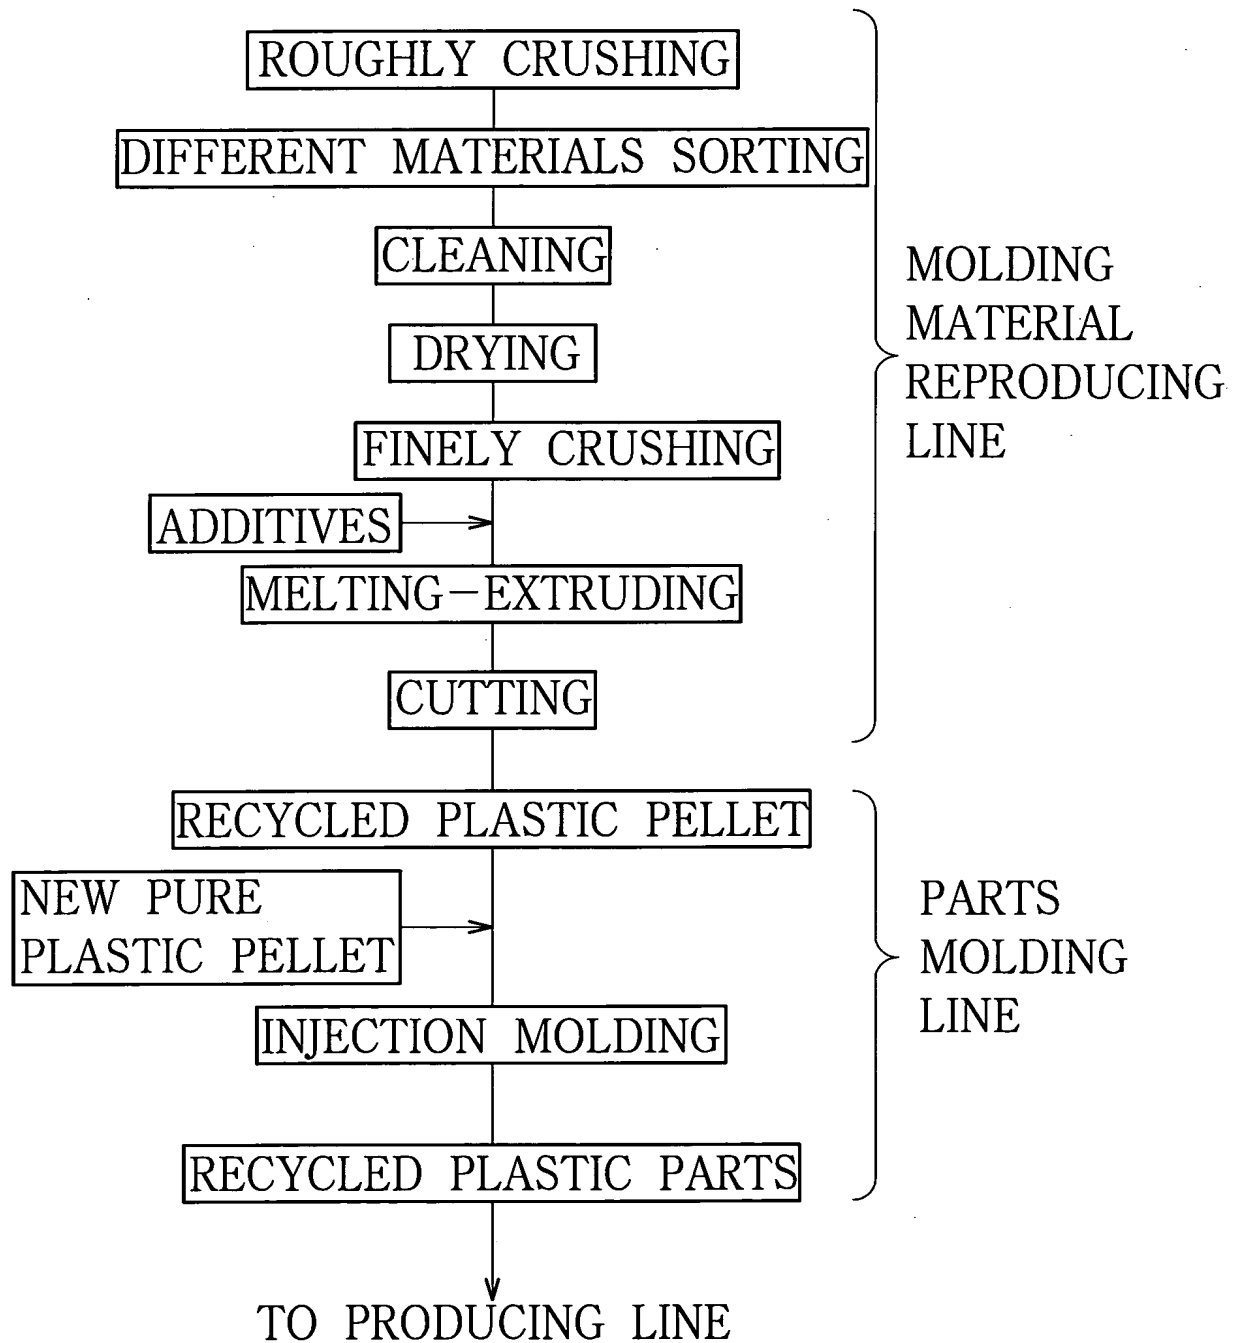 ROUGHLY CRUSHING
DIFFERENT MATERIALS SORTING
CLEANING
DRYING
FINELY CRUSHING
ADDITIVES
MELTING-EXTRUDING
CUTTING
MOLDING
MATERIAL
REPRODUCING
LINE
RECYCLED PLASTIC PELLET
NEW PURE
PLASTIC PELLET
INJECTION MOLDING
RECYCLED PLASTIC PARTS
PARTS
MOLDING
LINE
TO PRODUCING LINE